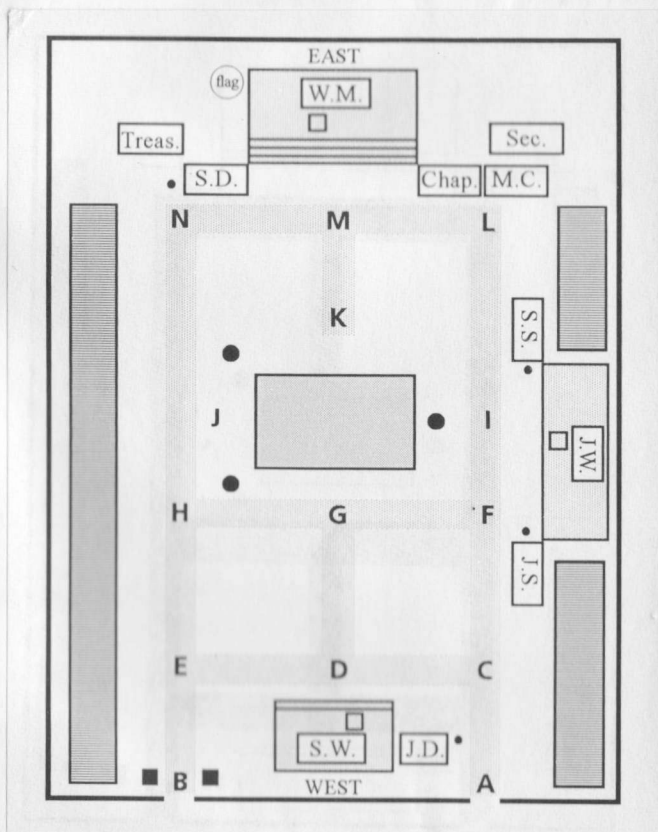 EAST
flag
W.M.
Treas.
Sec.
S.D.
Chap.
M.C.
N
M
L
K
S.S.
J
I
J.W.
H
G
F
J.S.
E
D
C
S.W.
J.D.
B
WEST
A